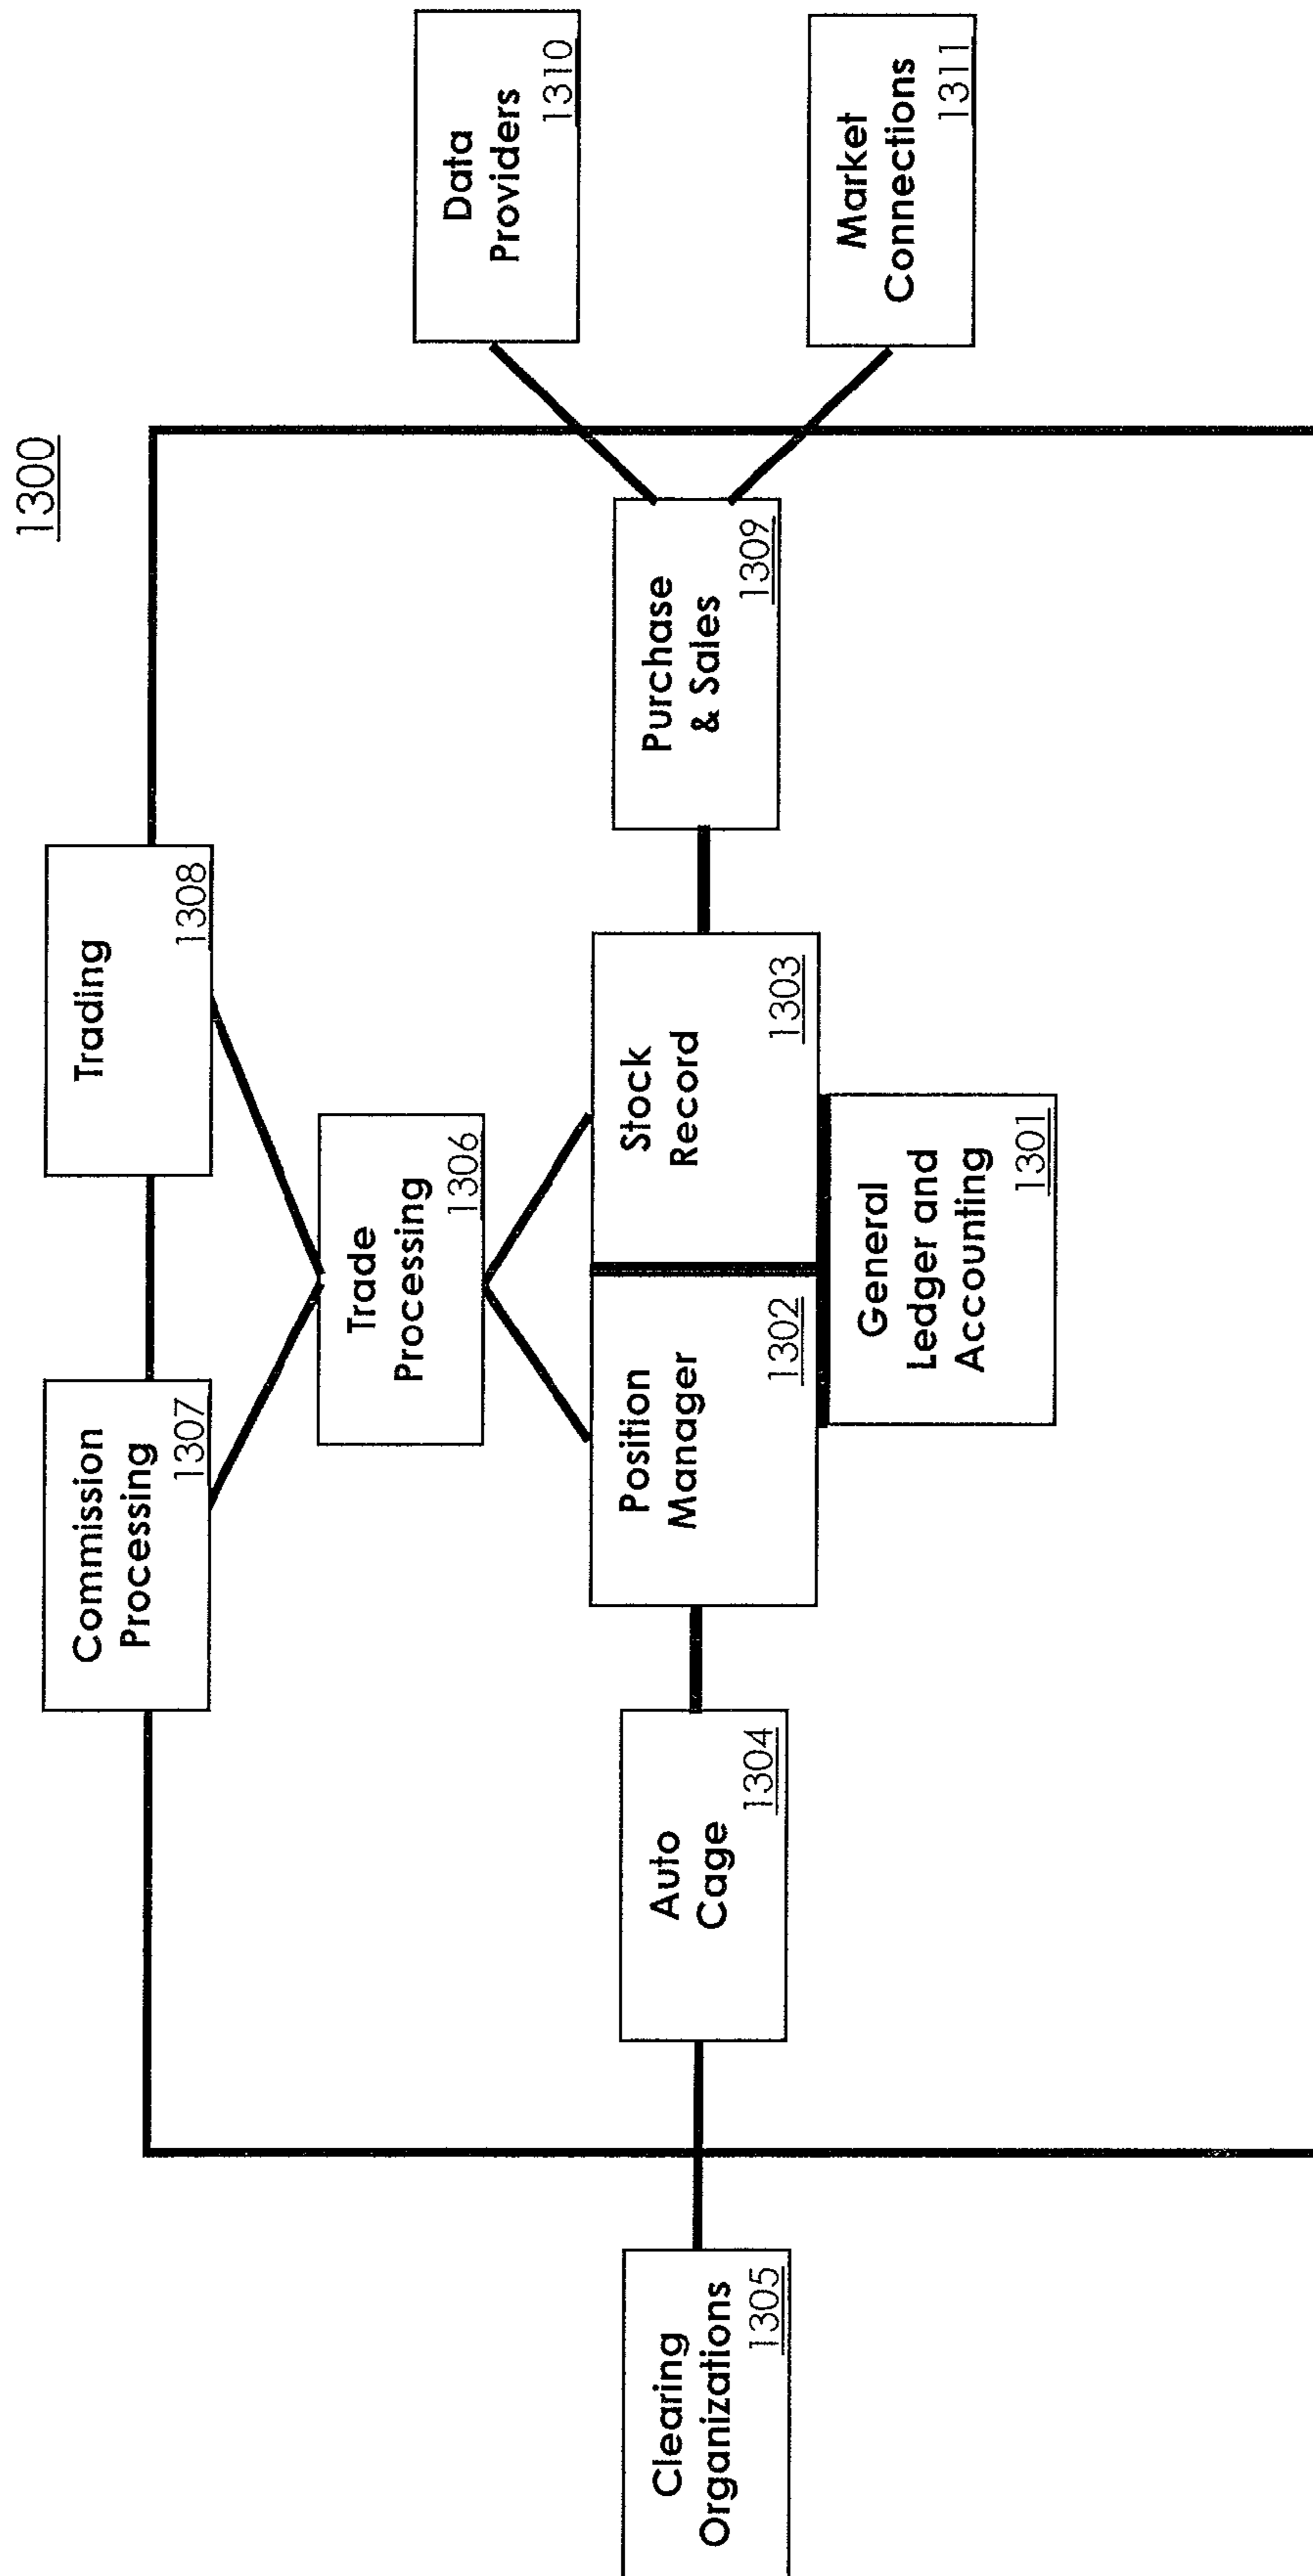 1300
Commission
Processing
1307
Trading
1308
Trade
Processing
1306
Data
Providers
1310
Clearing
Organizations
1305
Auto
Cage
1304
Position
Manager
1302
Stock
Record
1303
Purchase
& Sales
1309
Market
Connections
1311
General
Ledger and
Accounting
1301